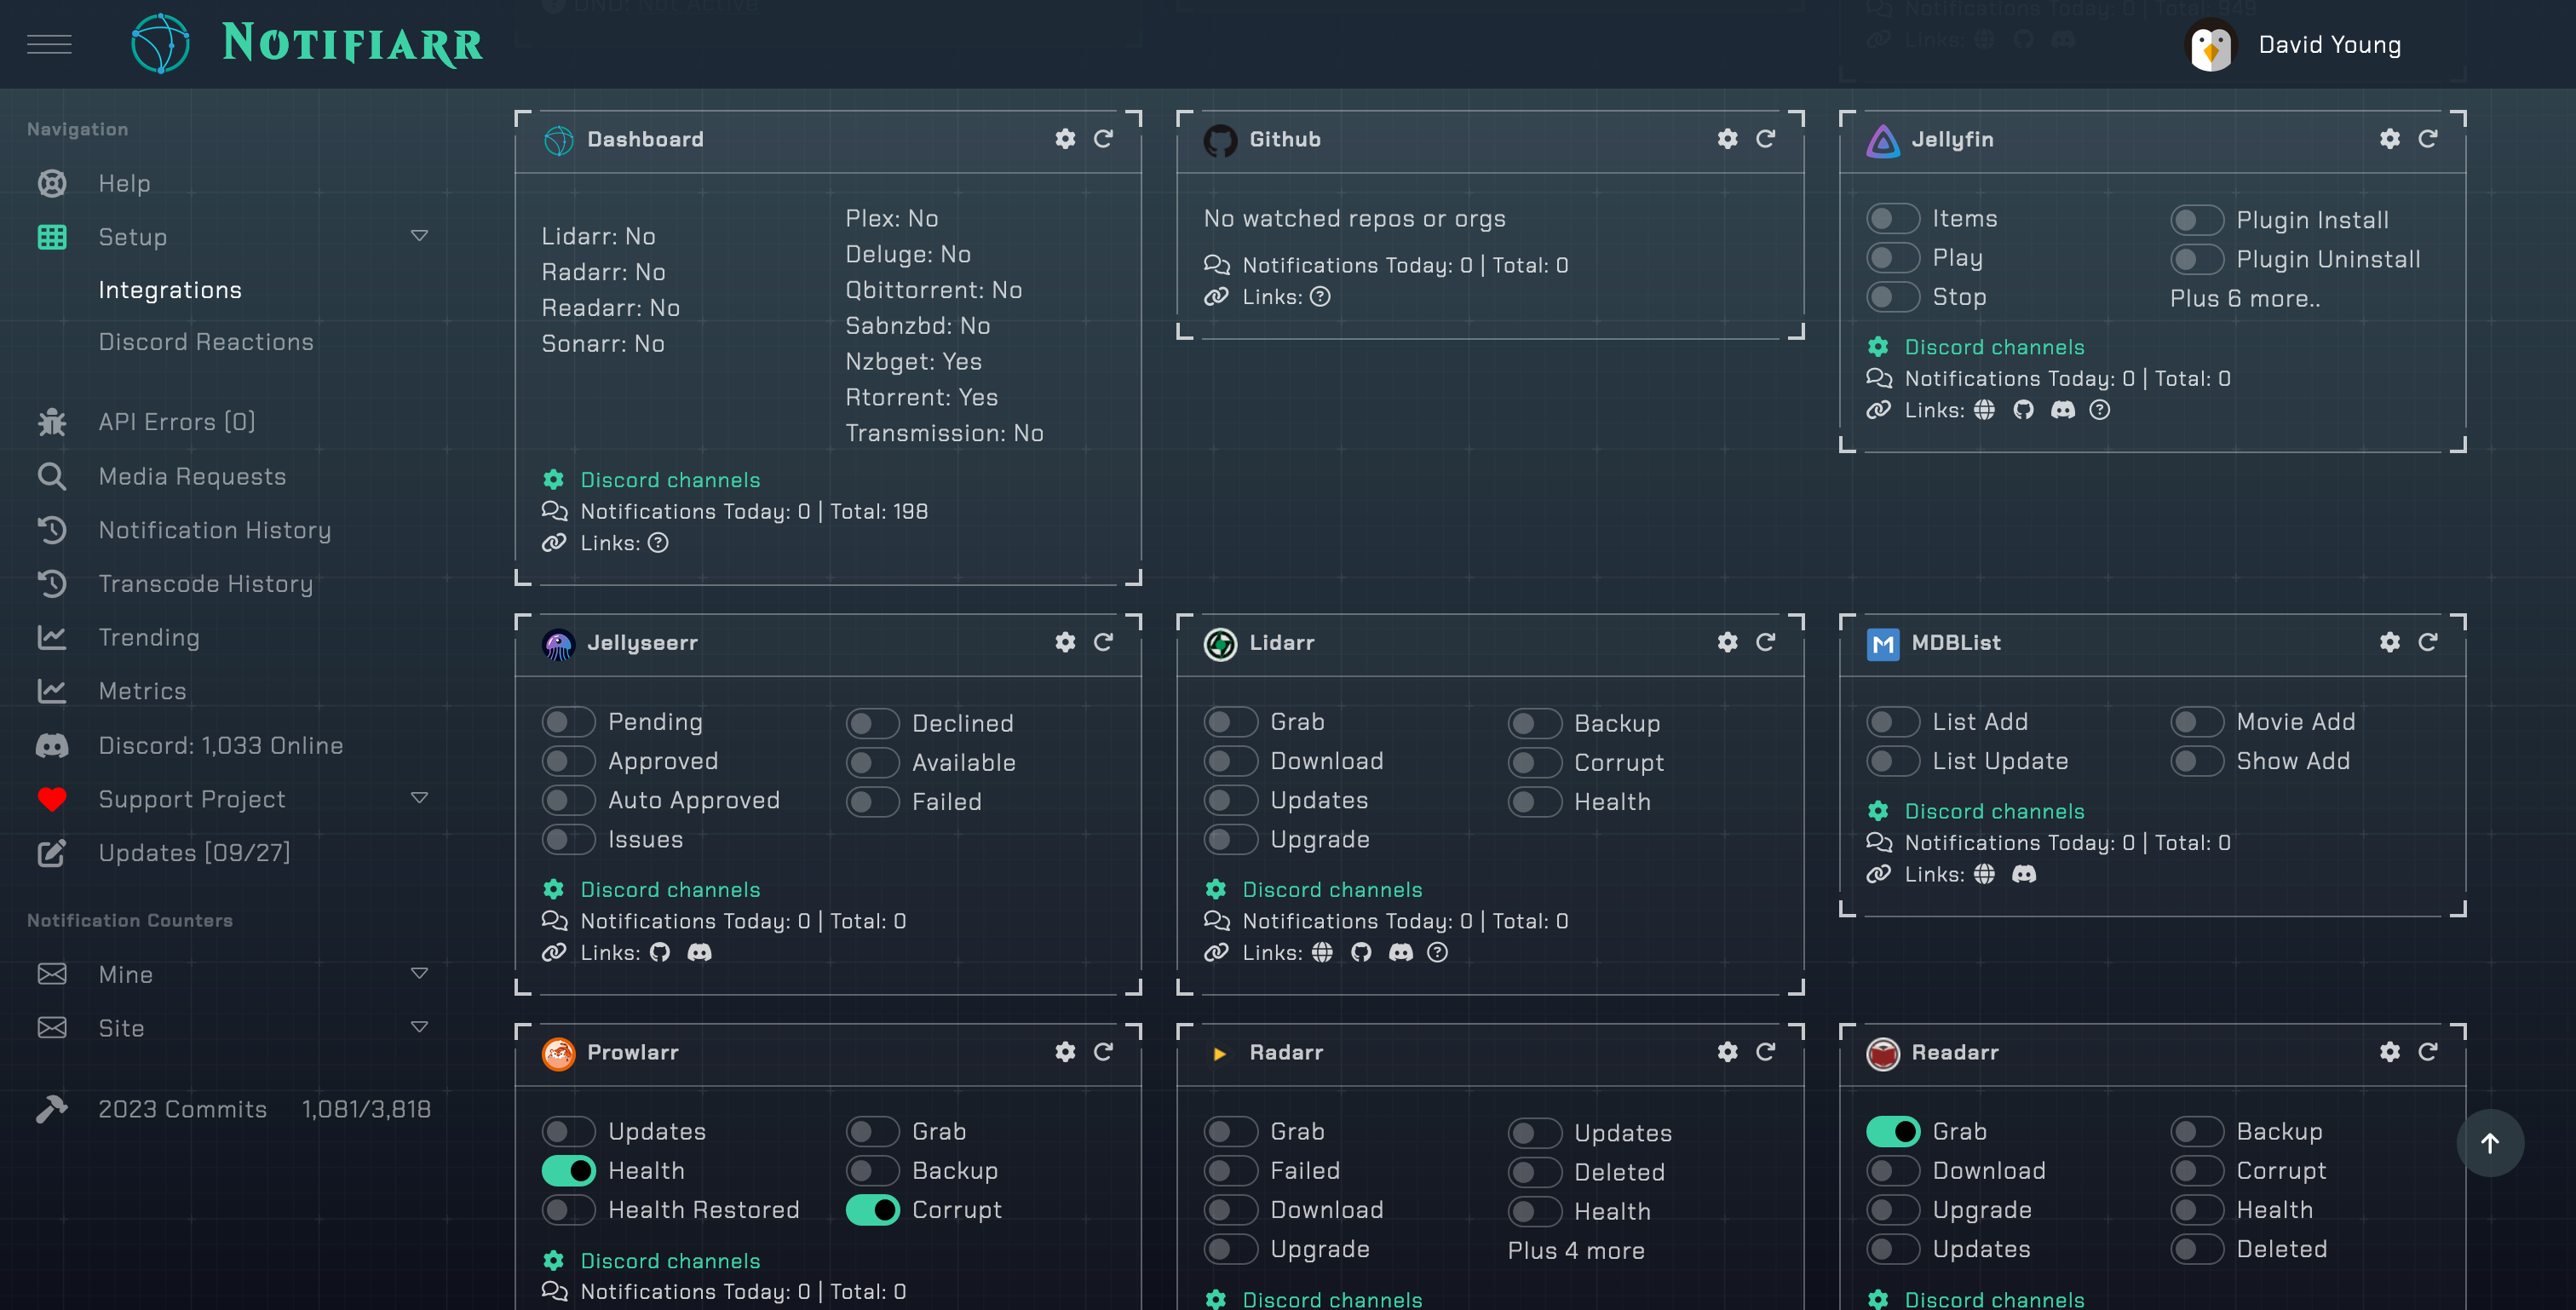 DND: Not Active
Notifications Today: 0 | Total: 949
Links:
NOTIFIARR
David Young
Navigation
Help
Setup
Integrations
Discord Reactions
API Errors (0)
Media Requests
Notification History
Transcode History
Trending
Metrics
Discord: 1,033 Online
Support Project
Updates [09/27]
Notification Counters
Mine
Site
2023 Commits 1,081/3,818
Dashboard
Lidarr: No
Radarr: No
Readarr: No
Sonarr: No
Plex: No
Deluge: No
Qbittorrent: No
Sabnzbd: No
Nzbget: Yes
Rtorrent: Yes
Transmission: No
Discord channels
Notifications Today: 0 | Total: 198
Links:
Github
No watched repos or orgs
Notifications Today: 0 | Total: 0
Links:
Jellyfin
Items
Play
Stop
Plugin Install
Plugin Uninstall
Plus 6 more..
Discord channels
Notifications Today: 0 | Total: 0
Links:
Jellyseerr
Pending
Approved
Auto Approved
Issues
Declined
Available
Failed
Discord channels
Notifications Today: 0 | Total: 0
Links:
Lidarr
Grab
Download
Updates
Upgrade
Backup
Corrupt
Health
Discord channels
Notifications Today: 0 | Total: 0
Links:
M
MDBList
List Add
List Update
Movie Add
Show Add
Discord channels
Notifications Today: 0 | Total: 0
Links:
Prowlarr
Updates
Health
Health Restored
Grab
Backup
Corrupt
Discord channels
Notifications Today: 0 | Total: 0
Radarr
Grab
Failed
Download
Upgrade
Updates
Deleted
Health
Plus 4 more
Discord channels
Readarr
Grab
Download
Upgrade
Updates
Backup
Corrupt
Health
Deleted
Discord channels